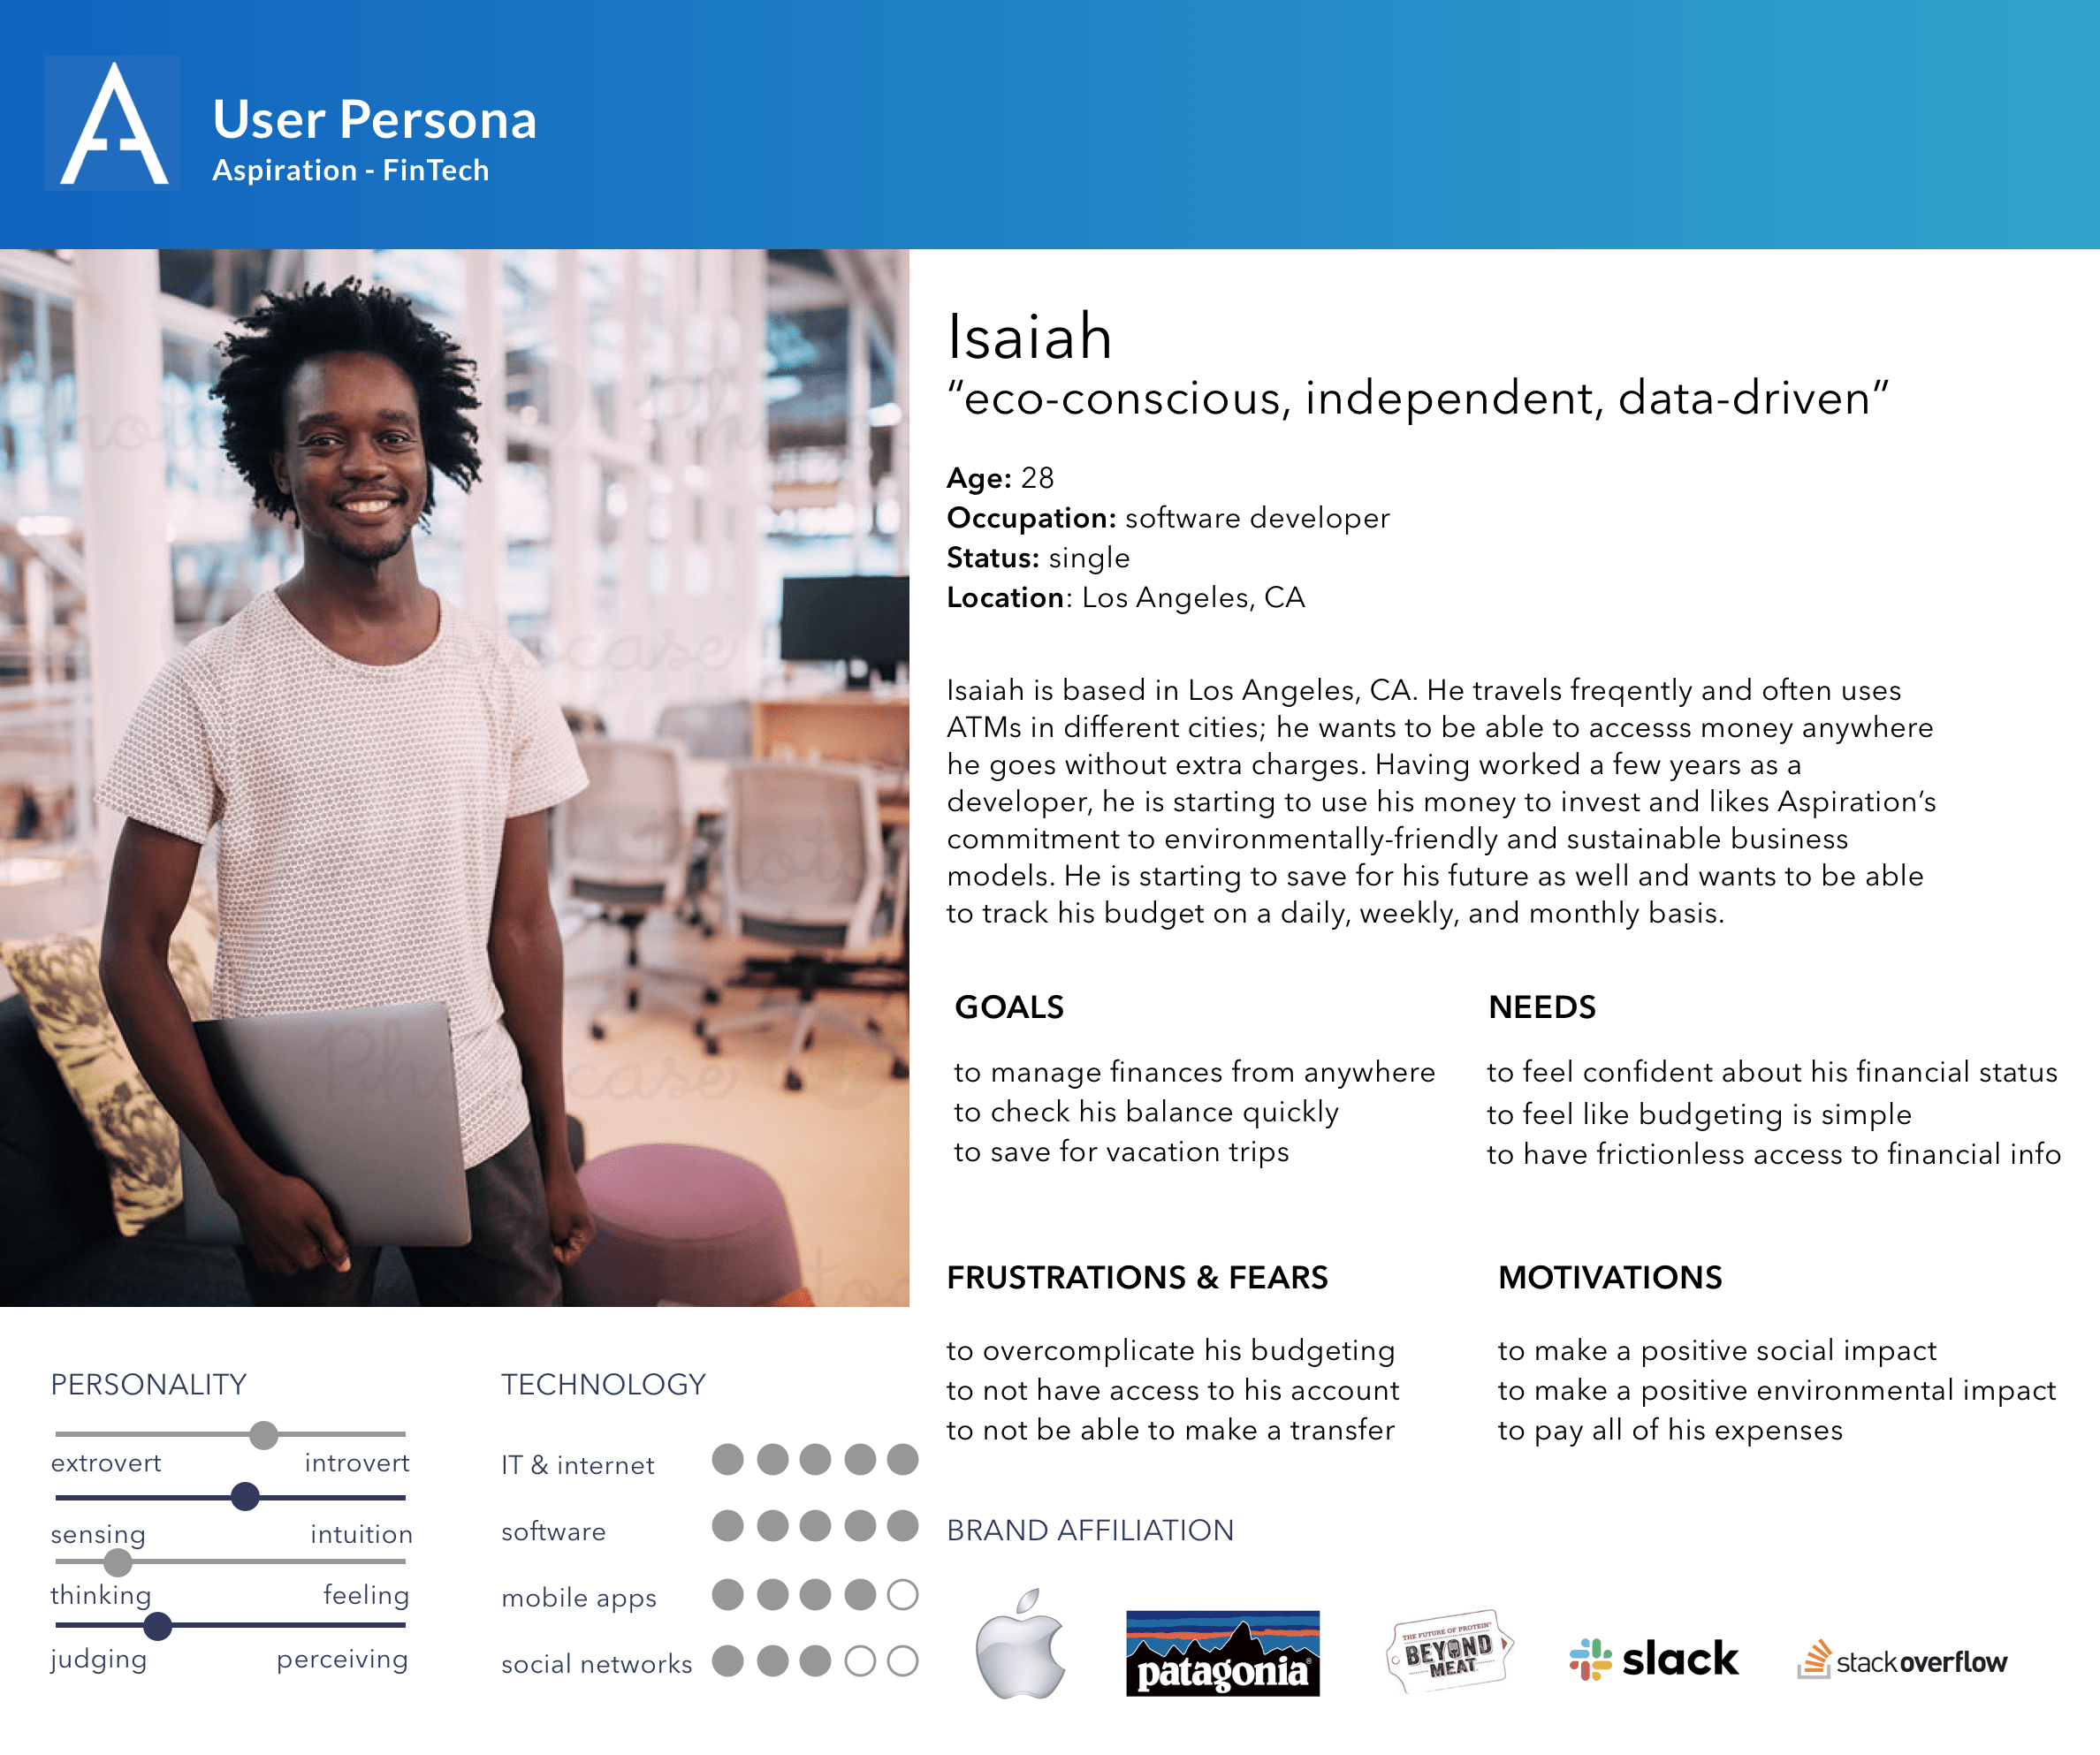 User Persona
Aspiration - FinTech
Isaiah
“eco-conscious, independent, data-driven”
Age: 28
Occupation: software developer
Status: single
Location: Los Angeles, CA
Isaiah is based in Los Angeles, CA. He travels freqently and often uses
ATMs in different cities; he wants to be able to accesss money anywhere
he goes without extra charges. Having worked a few years as a
developer, he is starting to use his money to invest and likes Aspiration’s
commitment to environmentally-friendly and sustainable business
models. He is starting to save for his future as well and wants to be able
to track his budget on a daily, weekly, and monthly basis.
GOALS
to manage finances from anywhere
to check his balance quickly
to save for vacation trips
NEEDS
to feel confident about his financial status
to feel like budgeting is simple
to have frictionless access to financial info
FRUSTRATIONS & FEARS
to overcomplicate his budgeting
to not have access to his account
to not be able to make a transfer
MOTIVATIONS
to make a positive social impact
to make a positive environmental impact
to pay all of his expenses
PERSONALITY
extrovert introvert
sensing intuition
thinking feeling
judging perceiving
TECHNOLOGY
IT & internet
software
mobile apps
social networks
BRAND AFFILIATION
patagonia®
THE FUTURE OF PROTEIN
BEYOND
MEAT
slack
stackoverflow
Photocase